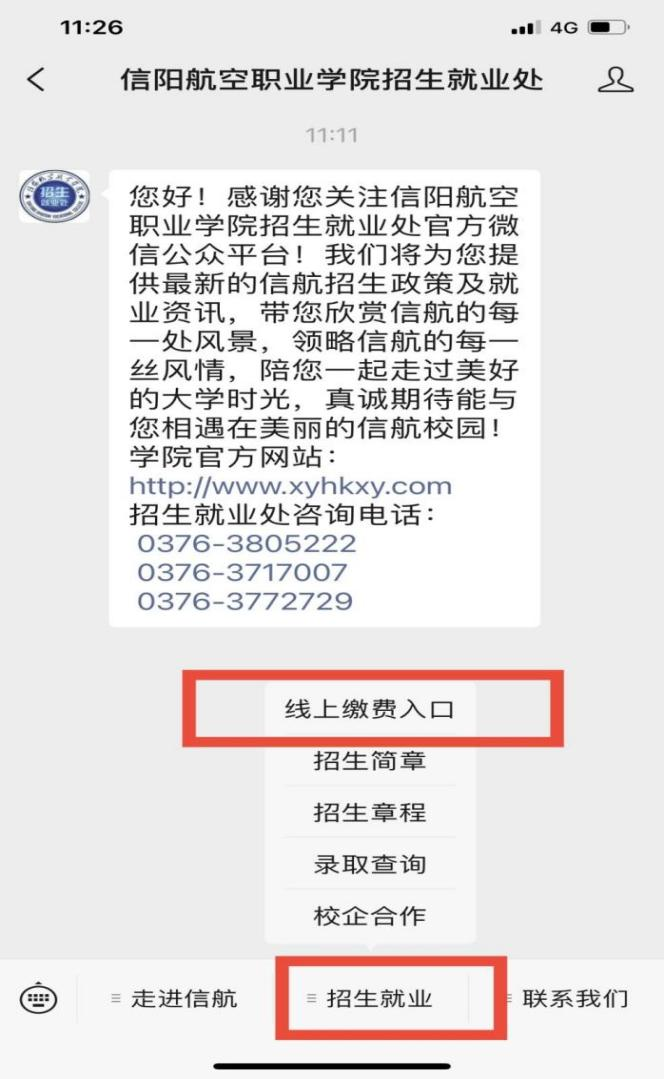 11:26
4G
信阳航空职业学院招生就业处
11:11
招生
就业处
您好！感谢您关注信阳航空
职业学院招生就业处官方微
信公众平台！我们将为您提
供最新的信航招生政策及就
业资讯，带您欣赏信航的每
一处风景，领略信航的每一
丝风情，陪您一起走过美好
的大学时光，真诚期待能与
您相遇在美丽的信航校园！
学院官方网站：
http://www.xyhkxy.com
招生就业处咨询电话：
0376-3805222
0376-3717007
0376-3772729
线上缴费入口
招生简章
招生章程
录取查询
校企合作
走进信航
招生就业
联系我们